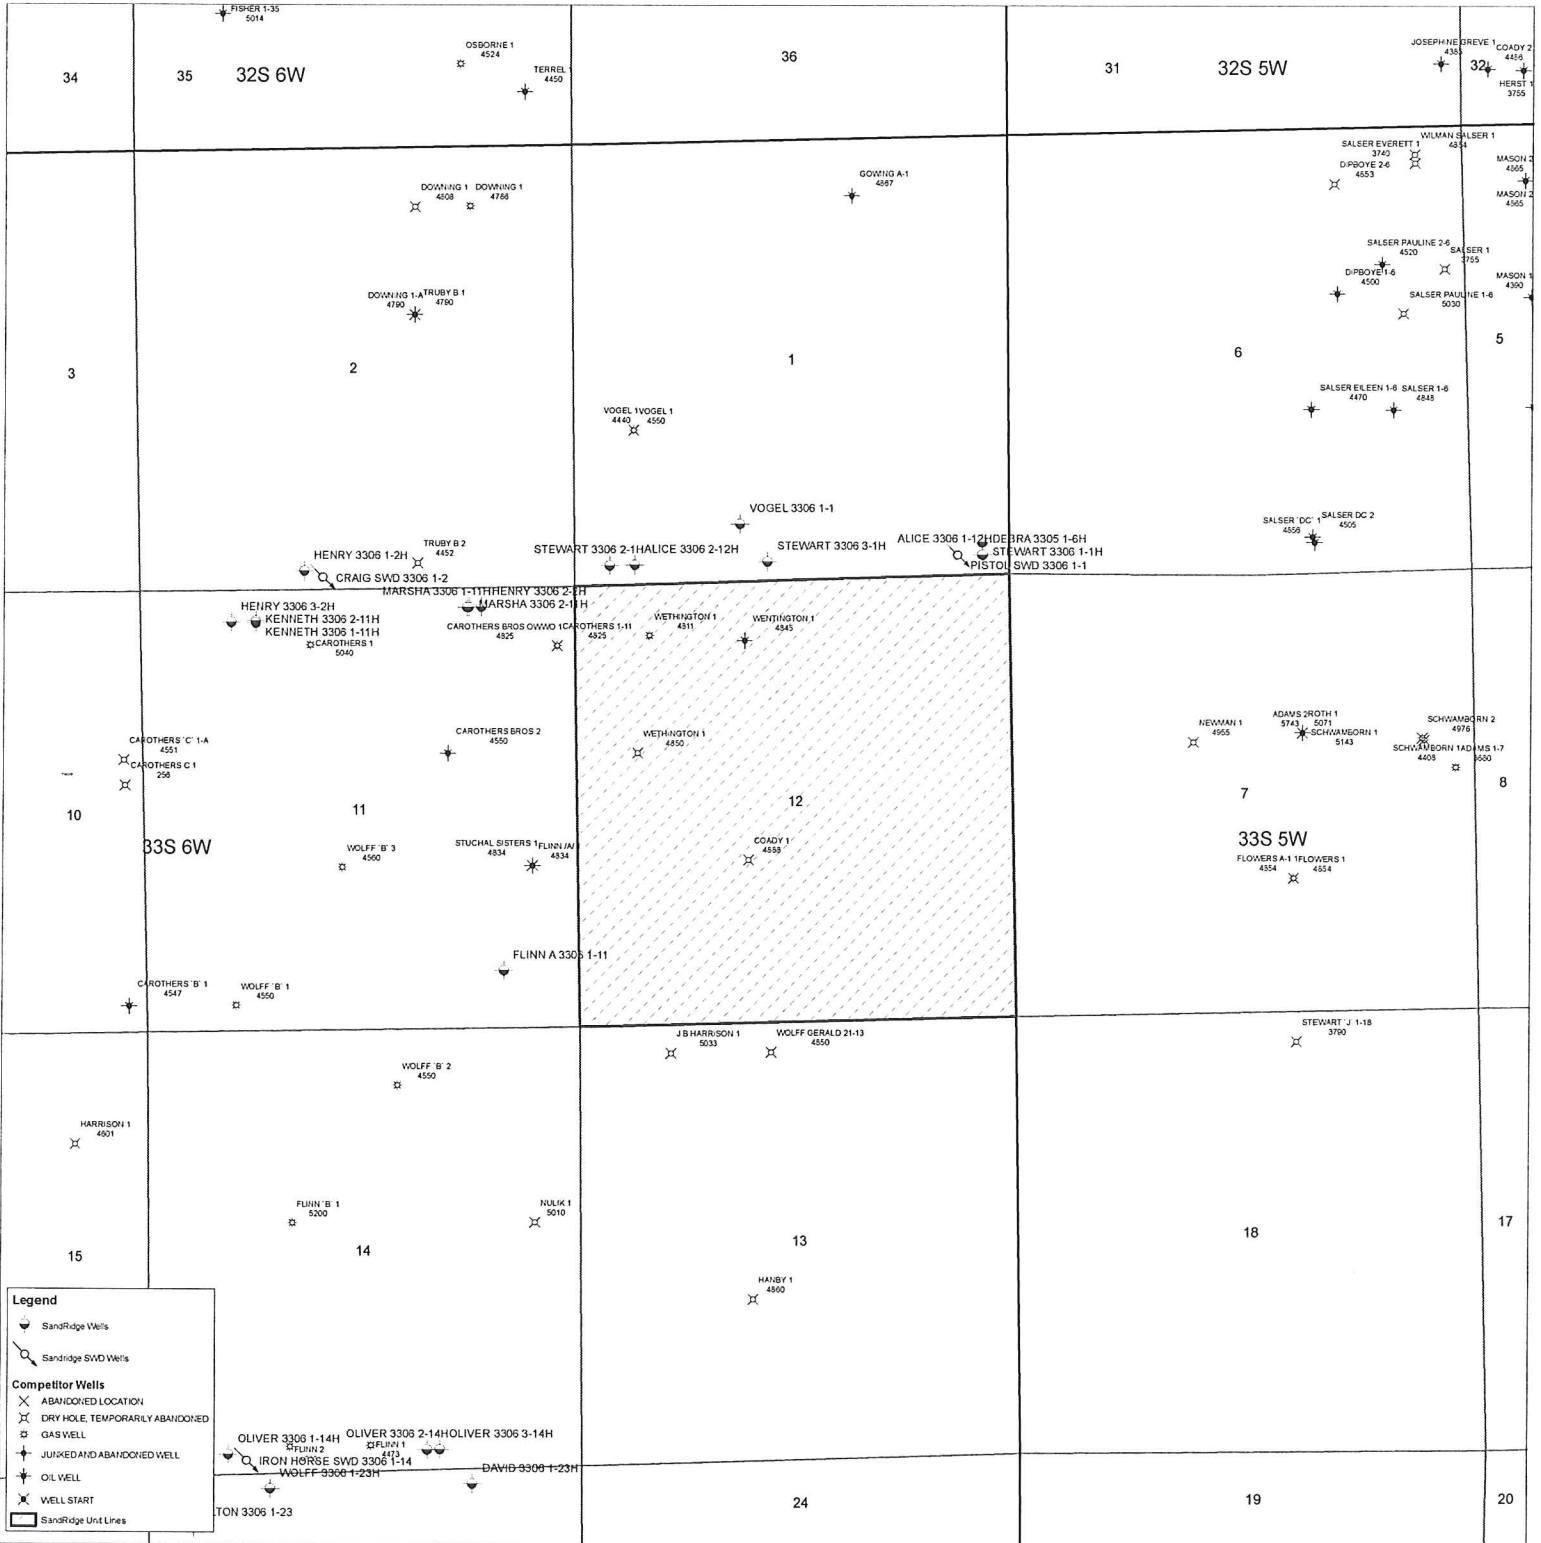 FISHER 1-35
5014
OSBORNE 1
4524
TERREL 1
4450
34
35
32S 6W
36
31
32S 5W
JOSEPHINE GREVE 1
COADY 2
4456
32
HERST 1
3755
WILMAN SALSER 1
SALSER EVERETT 1
3740
DIPBOYE 2-6
4653
MASON 2
4665
MASON 2
4565
DOWNING 1
4808
DOWNING 1
4786
GOWING A-1
4867
SALSER PAULINE 2-6
4520
SALSER 1
3755
DIPBOYE 1-6
4500
SALSER PAULINE 1-6
5030
MASON 1
4390
DOWNING 1-A
4790
TRUBY B 1
4790
3
2
1
6
5
SALSER EILEEN 1-6
4470
SALSER 1-6
4848
VOGEL 1
4440
VOGEL 1
4550
VOGEL 3306 1-1
SALSER 'DC' 1
4556
SALSER DC 2
4505
HENRY 3306 1-2H
TRUBY B 2
4452
CRAIG SWD 3306 1-2
STEWART 3306 2-1H
ALICE 3306 2-12H
STEWART 3306 3-1H
ALICE 3306 1-12H
DEBRA 3305 1-6H
STEWART 3306 1-1H
PISTOL SWD 3306 1-1
MARSHA 3306 1-11H
HENRY 3306 2-2H
MARSHA 3306 2-11H
HENRY 3306 3-2H
KENNETH 3306 2-11H
KENNETH 3306 1-11H
CAROTHERS 1
5040
CAROTHERS BROS OWWO 1
4825
CAROTHERS 1-11
4825
WETHINGTON 1
4811
WENTINGTON 1
4845
CAROTHERS 'C' 1-A
4551
CAROTHERS C 1
256
CAROTHERS BROS 2
4550
WETHINGTON 1
4850
NEWMAN 1
4955
ADAMS 2
5743
ROTH 1
5071
SCHWAMBORN 1
5143
SCHWAMBORN 2
4976
SCHWAMBORN 1
4408
ADAMS 1-7
10
11
12
7
8
33S 6W
33S 5W
WOLFF 'B' 3
4560
STUCHAL SISTERS 1
4834
FLINN /A/
4834
COADY 1
4888
FLOWERS A-1 1
4854
FLOWERS 1
4854
FLINN A 3306 1-11
CAROTHERS 'B' 1
4547
WOLFF 'B' 1
4550
J B HARRISON 1
5033
WOLFF GERALD 21-13
4850
STEWART 'J' 1-18
3790
WOLFF 'B' 2
4550
HARRISON 1
4601
FLINN 'B' 1
5200
NULIK 1
5010
15
14
13
18
17
HANBY 1
4860
Legend
SandRidge Wells
Sandridge SWD Wells
Competitor Wells
ABANDONED LOCATION
DRY HOLE, TEMPORARILY ABANDONED
GAS WELL
JUNKED AND ABANDONED WELL
OIL WELL
WELL START
SandRidge Unit Lines
OLIVER 3306 1-14H
FLINN 2
OLIVER 3306 2-14H
OLIVER 3306 3-14H
FLINN 1
4473
IRON HORSE SWD 3306 1-14
WOLFF 3306 1-23H
DAVID 3306 1-23H
LTON 3306 1-23
24
19
20